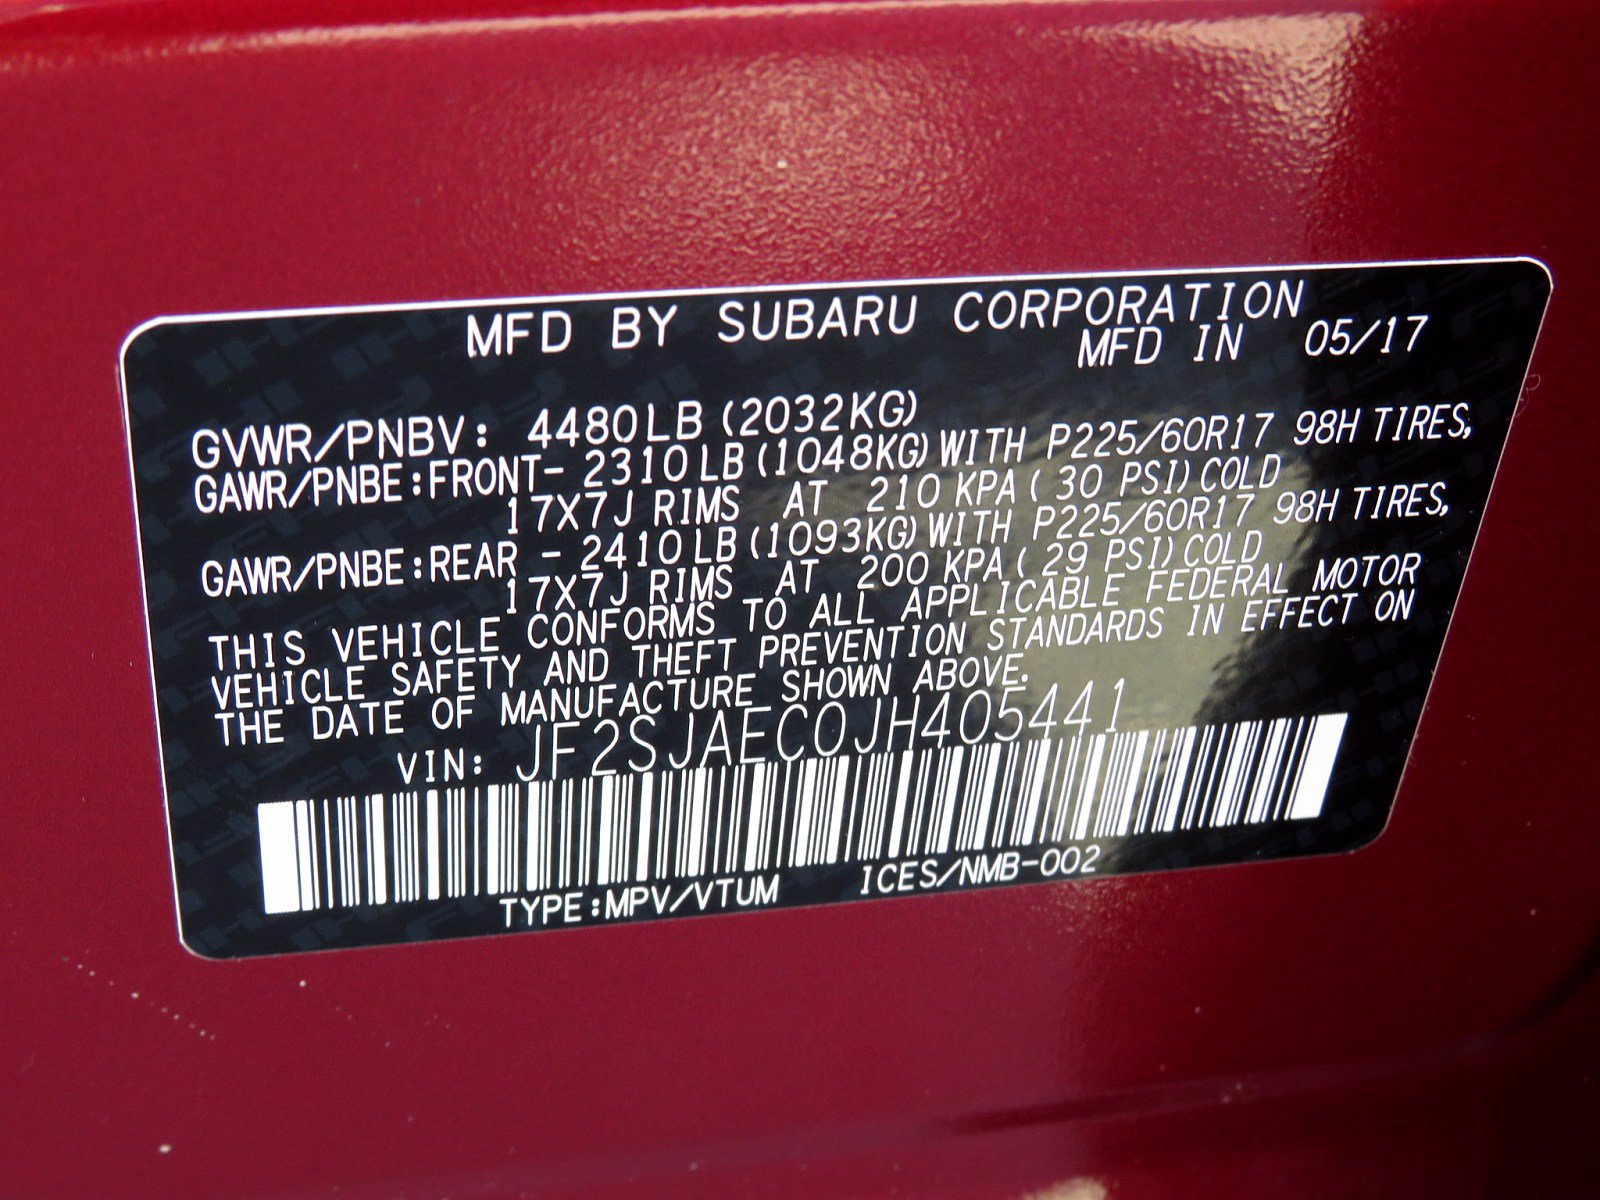 MFD BY SUBARU CORPORATION
MFD IN 05/17
GVWR/PNBV: 4480LB (2032KG)
GAWR/PNBE:FRONT- 2310LB (1048KG) WITH P225/60R17 98H TIRES,
17X7J RIMS AT 210 KPA ( 30 PSI) COLD
GAWR/PNBE:REAR - 2410LB (1093KG) WITH P225/60R17 98H TIRES,
17X7J RIMS AT 200 KPA ( 29 PSI) COLD
THIS VEHICLE CONFORMS TO ALL APPLICABLE FEDERAL MOTOR
VEHICLE SAFETY AND THEFT PREVENTION STANDARDS IN EFFECT ON
THE DATE OF MANUFACTURE SHOWN ABOVE.
VIN: JF2SJAEC0JH405441
TYPE:MPV/VTUM ICES/NMB-002